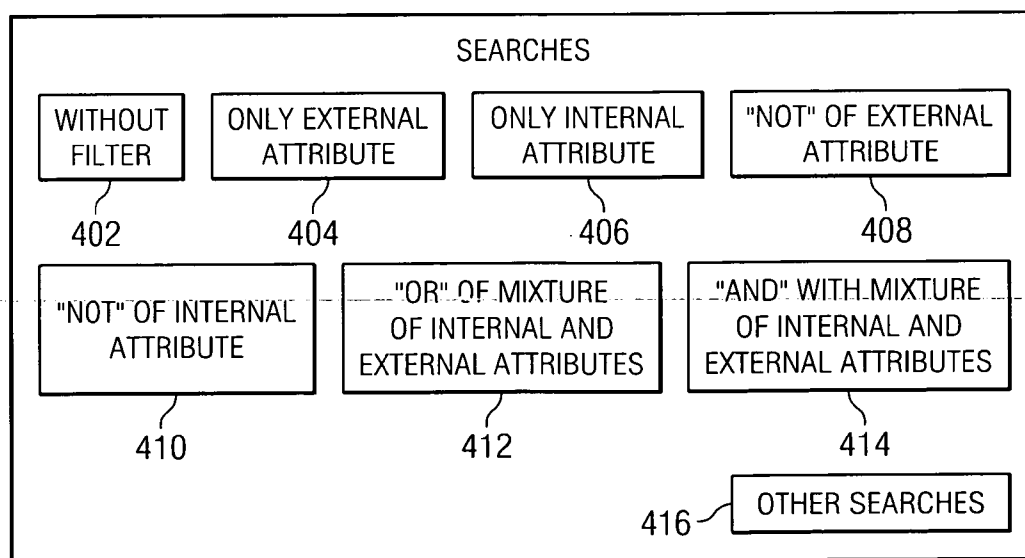 SEARCHES
WITHOUT
FILTER
402
ONLY EXTERNAL
ATTRIBUTE
404
ONLY INTERNAL
ATTRIBUTE
406
"NOT" OF EXTERNAL
ATTRIBUTE
408
"NOT" OF INTERNAL
ATTRIBUTE
410
"OR" OF MIXTURE
OF INTERNAL AND
EXTERNAL ATTRIBUTES
412
"AND" WITH MIXTURE
OF INTERNAL AND
EXTERNAL ATTRIBUTES
414
416
OTHER SEARCHES